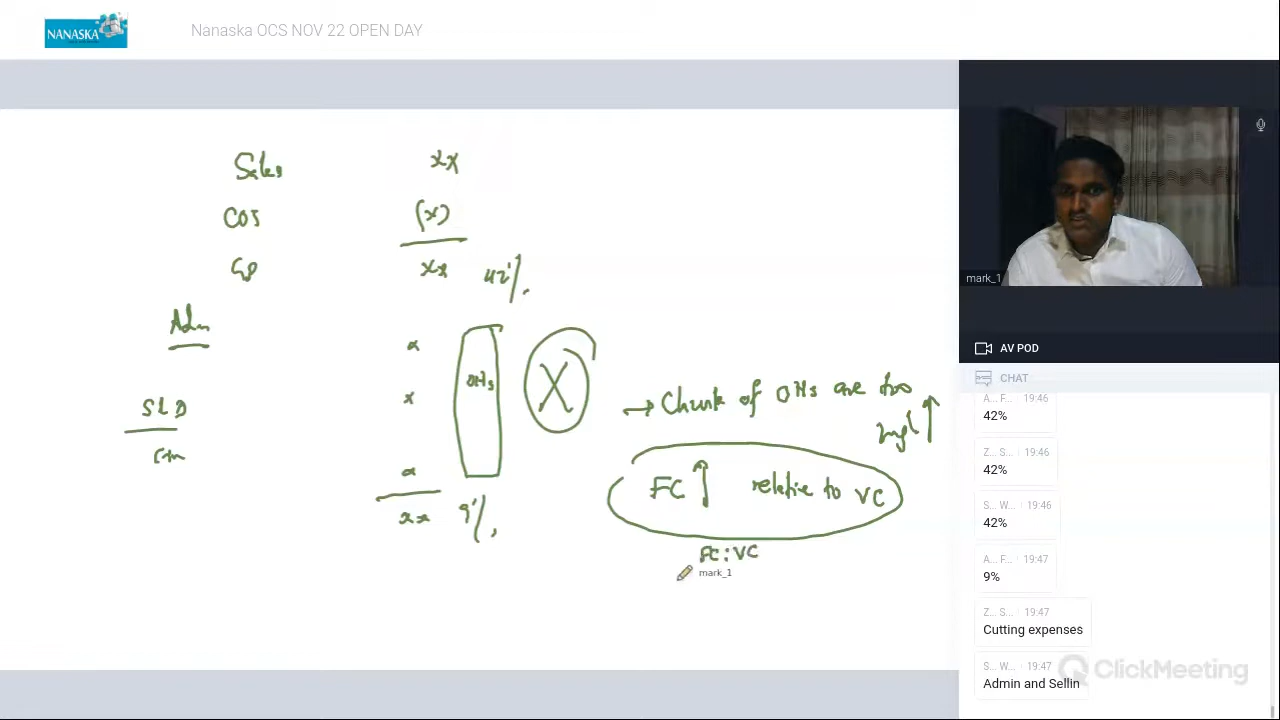 NANASKA
Nanaska OCS NOV 22 OPEN DAY
Sales xx
COS (x)
GP xx 42%
Adm x
OHs
X
S&D x
x
xx 9%
→ Chunk of OHs are too
high ↑
FC ↑ relative to VC
FC : VC
mark_1
mark_1
AV POD
CHAT
A... F... · 19:46
42%
Z... S... · 19:46
42%
S... W... · 19:46
42%
A... F... · 19:47
9%
Z... S... · 19:47
Cutting expenses
S... W... · 19:47
Admin and Sellin
ClickMeeting